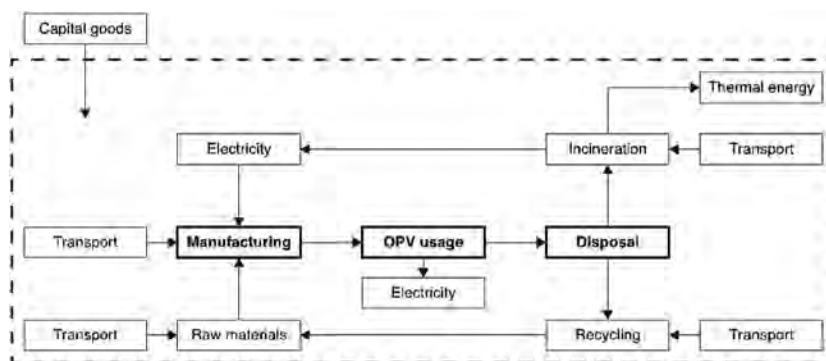 Capital goods
Thermal energy
Electricity
Incineration
Transport
Transport
Manufacturing
OPV usage
Disposal
Electricity
Transport
Raw materials
Recycling
Transport